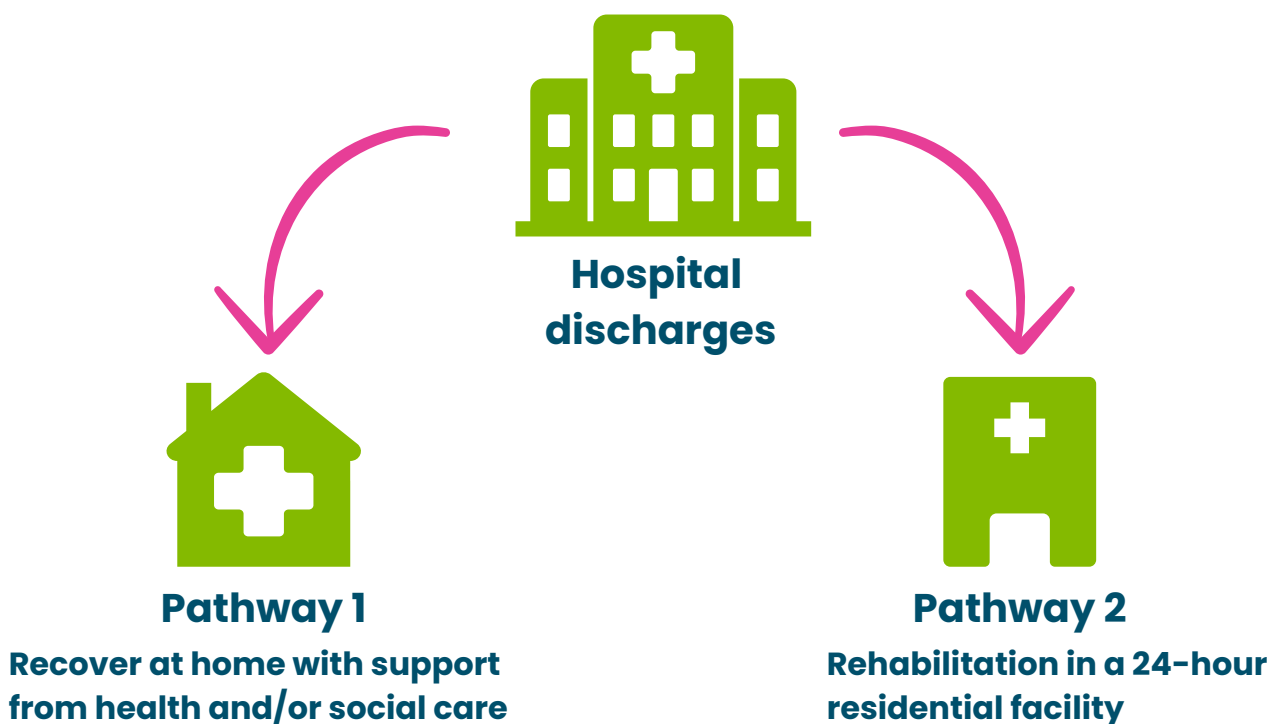 Hospital
discharges
Pathway 1
Recover at home with support
from health and/or social care
Pathway 2
Rehabilitation in a 24-hour
residential facility